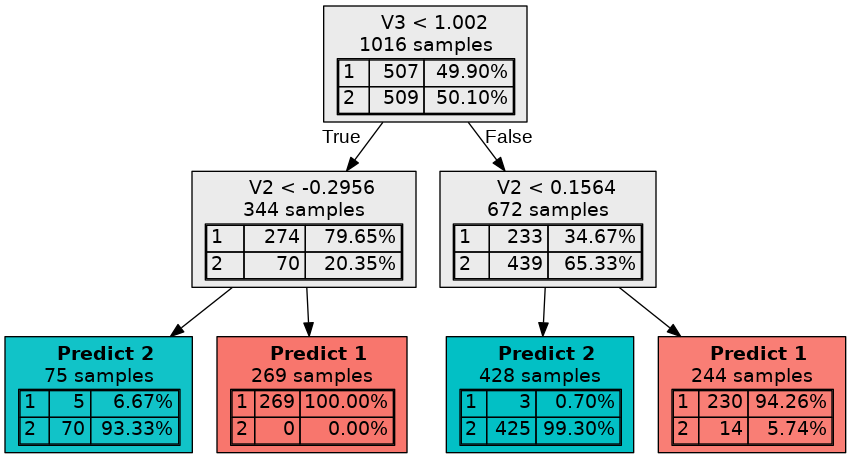 V3 < 1.002
1016 samples
1 507 49.90%
2 509 50.10%
True
False
V2 < -0.2956
344 samples
1 274 79.65%
2 70 20.35%
V2 < 0.1564
672 samples
1 233 34.67%
2 439 65.33%
Predict 2
75 samples
1 5 6.67%
2 70 93.33%
Predict 1
269 samples
1 269 100.00%
2 0 0.00%
Predict 2
428 samples
1 3 0.70%
2 425 99.30%
Predict 1
244 samples
1 230 94.26%
2 14 5.74%